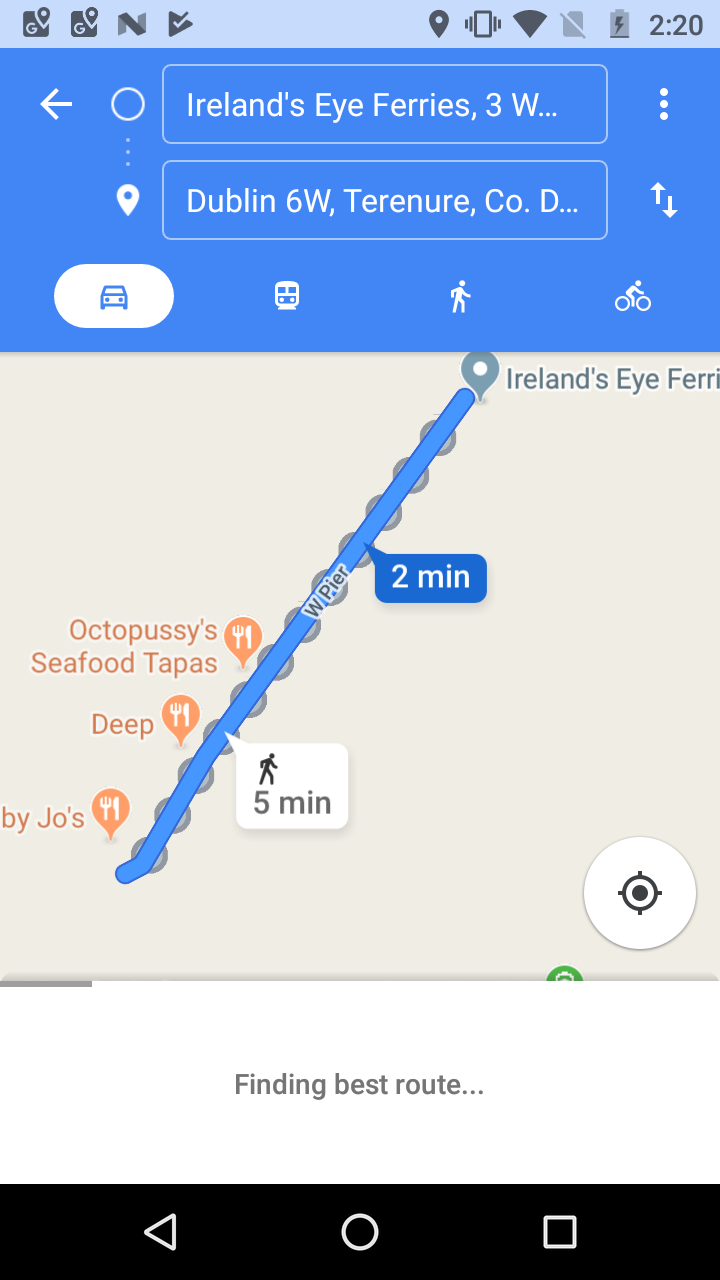 2:20
Ireland's Eye Ferries, 3 W...
Dublin 6W, Terenure, Co. D...
Ireland's Eye Ferri
2 min
W Pier
Octopussy's
Seafood Tapas
Deep
5 min
by Jo's
Finding best route...